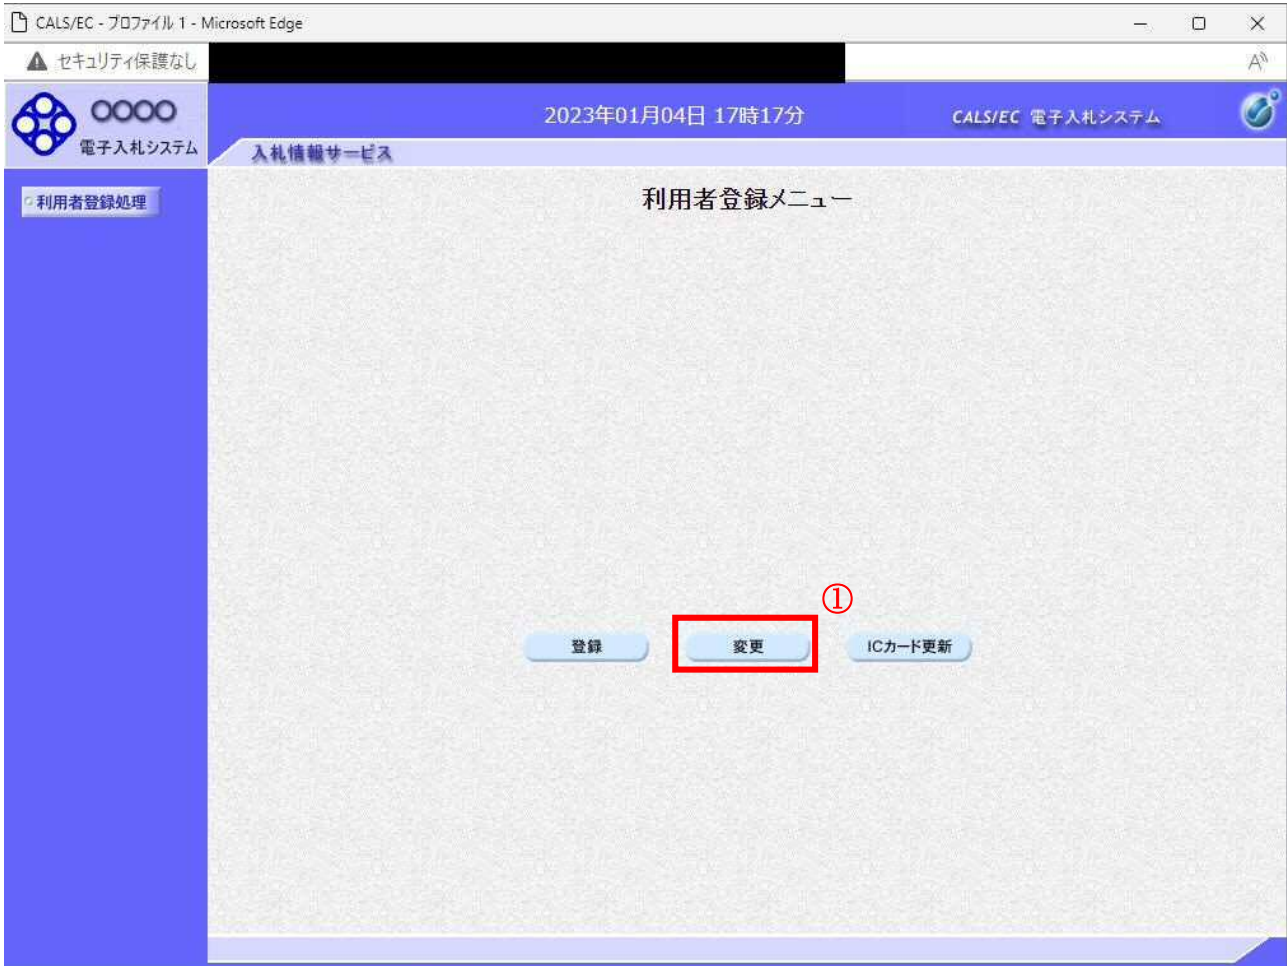 CALS/EC - プロファイル 1 - Microsoft Edge
セキュリティ保護なし
○○○○
電子入札システム
2023年01月04日 17時17分
CALS/EC 電子入札システム
入札情報サービス
利用者登録処理
利用者登録メニュー
①
登録
変更
ICカード更新